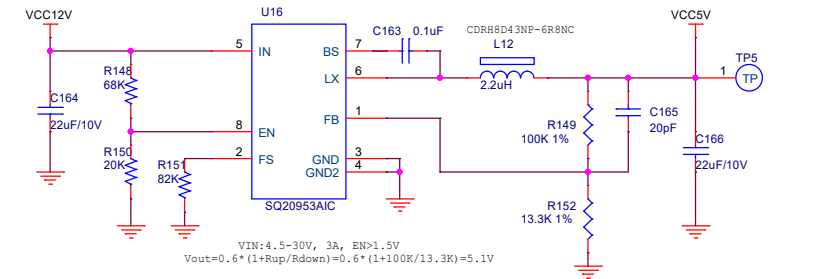 VCC12V
U16
C163 0.1uF
CDRH8D43NP-6R8NC
L12
VCC5V
5 IN
BS 7
R148
68K
LX 6
2.2uH
TP5
1 TP
C164
22uF/10V
FB 1
R149
100K 1%
C165
20pF
8 EN
R150
20K
2 FS
R151
82K
GND 3
GND2 4
C166
22uF/10V
SQ20953AIC
R152
13.3K 1%
VIN:4.5-30V, 3A, EN>1.5V
Vout=0.6*(1+Rup/Rdown)=0.6*(1+100K/13.3K)=5.1V